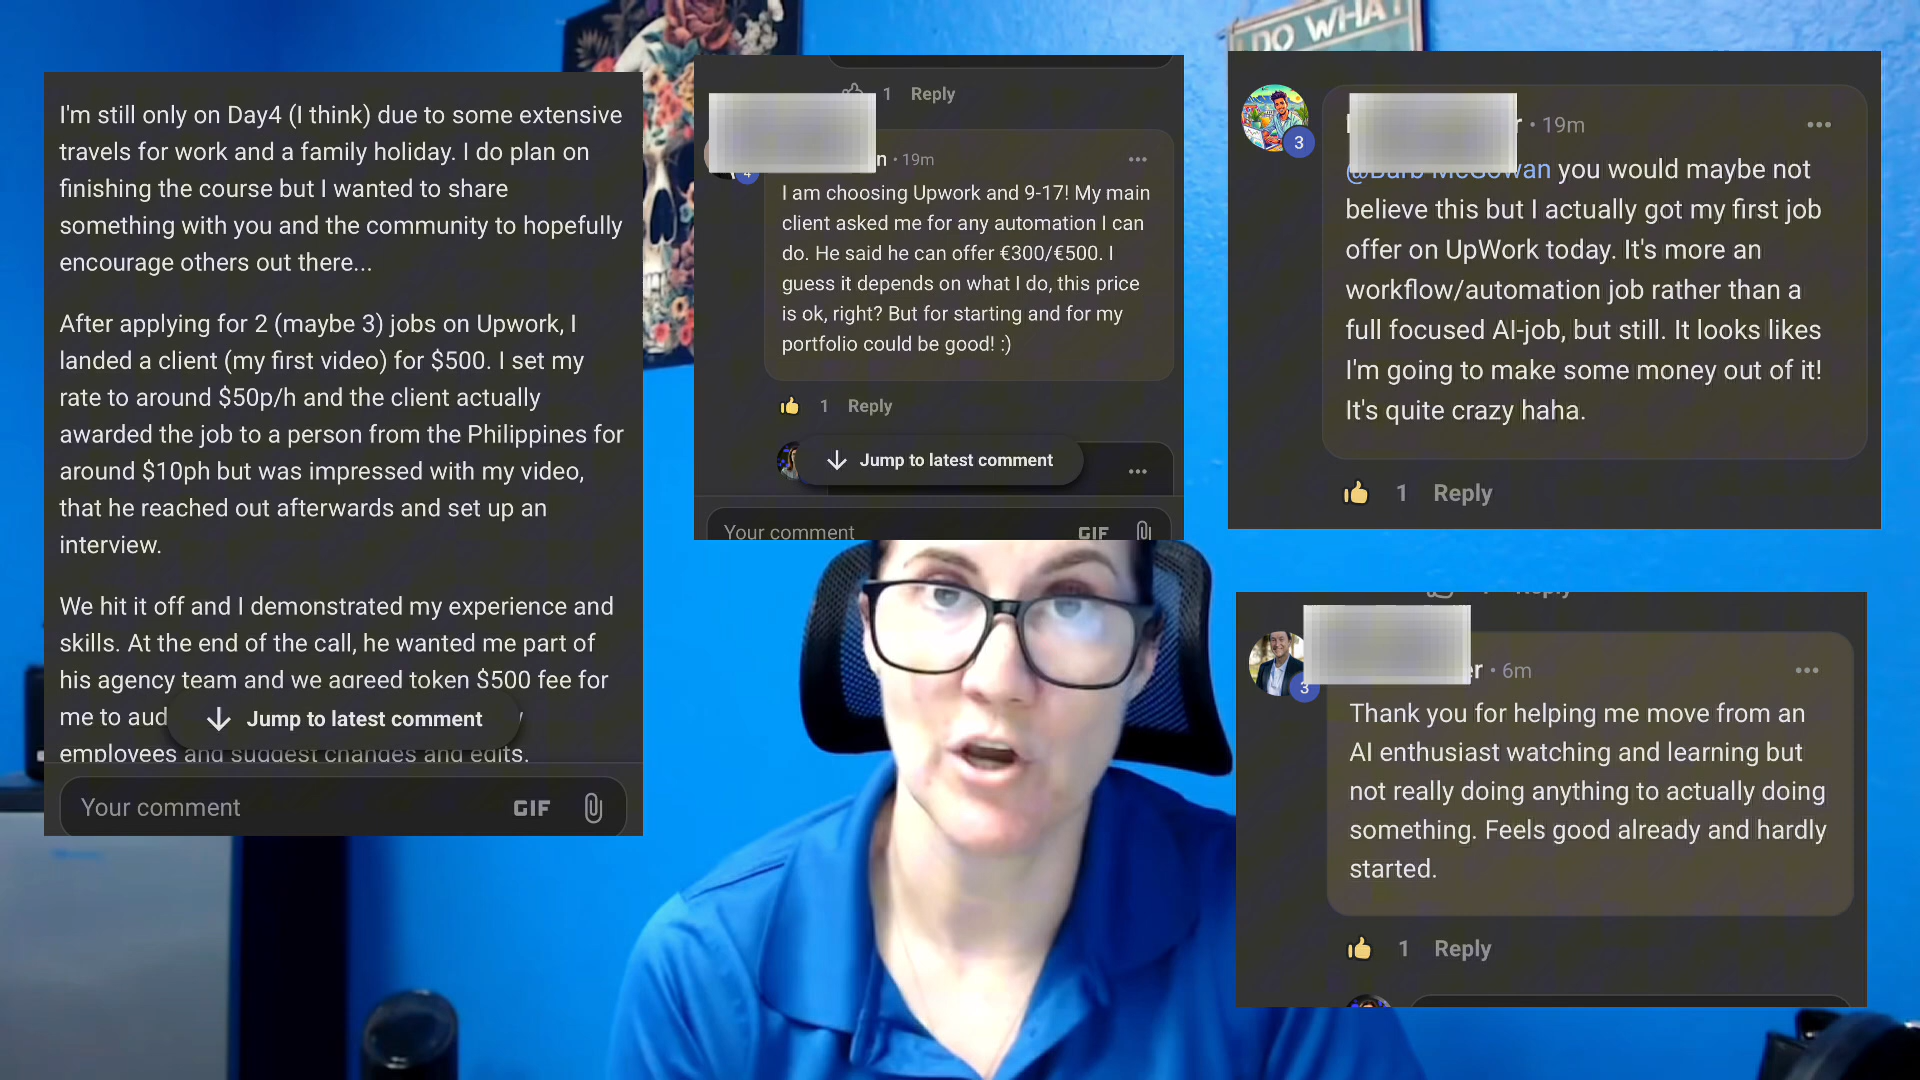 DO WHAT
I'm still only on Day4 (I think) due to some extensive
travels for work and a family holiday. I do plan on
finishing the course but I wanted to share
something with you and the community to hopefully
encourage others out there...
After applying for 2 (maybe 3) jobs on Upwork, I
landed a client (my first video) for $500. I set my
rate to around $50p/h and the client actually
awarded the job to a person from the Philippines for
around $10ph but was impressed with my video,
that he reached out afterwards and set up an
interview.
We hit it off and I demonstrated my experience and
skills. At the end of the call, he wanted me part of
his agency team and we agreed token $500 fee for
me to aud
Jump to latest comment
employees and suggest changes and edits.
Your comment
GIF
1 Reply
n • 19m
4
I am choosing Upwork and 9-17! My main
client asked me for any automation I can
do. He said he can offer €300/€500. I
guess it depends on what I do, this price
is ok, right? But for starting and for my
portfolio could be good! :)
1 Reply
Jump to latest comment
Your comment
GIF
r • 19m
3
@Barb McGowan you would maybe not
believe this but I actually got my first job
offer on UpWork today. It's more an
workflow/automation job rather than a
full focused AI-job, but still. It looks likes
I'm going to make some money out of it!
It's quite crazy haha.
1 Reply
Reply
er • 6m
3
Thank you for helping me move from an
AI enthusiast watching and learning but
not really doing anything to actually doing
something. Feels good already and hardly
started.
1 Reply